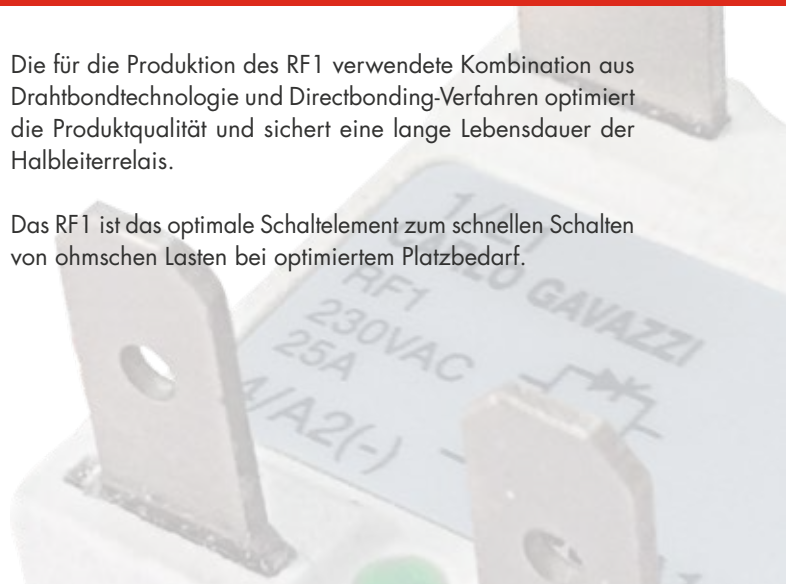 Die für die Produktion des RF1 verwendete Kombination aus
Drahtbondtechnologie und Directbonding-Verfahren optimiert
die Produktqualität und sichert eine lange Lebensdauer der
Halbleiterrelais.
Das RF1 ist das optimale Schaltelement zum schnellen Schalten
von ohmschen Lasten bei optimiertem Platzbedarf.
CARLO GAVAZZI
RF1
230VAC
25A
4/A2(-)